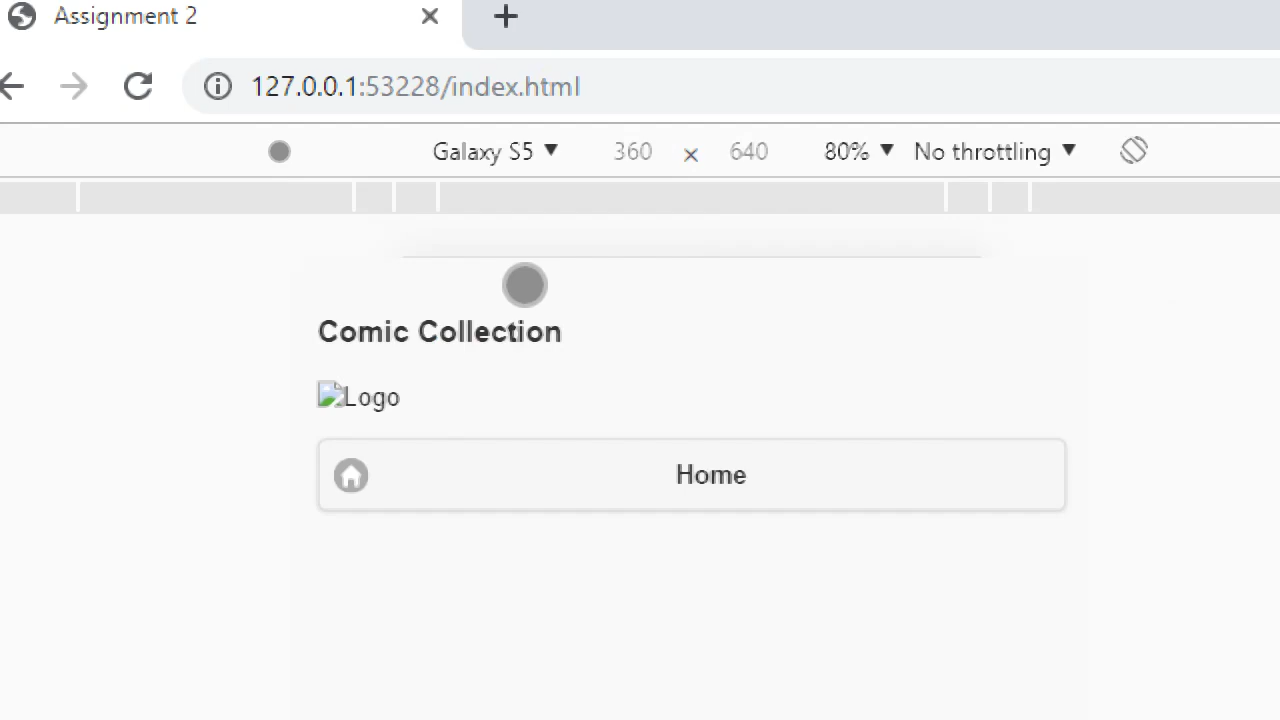 Assignment 2
127.0.0.1:53228/index.html
Galaxy S5 360 × 640 80% No throttling
Comic Collection
Logo
Home